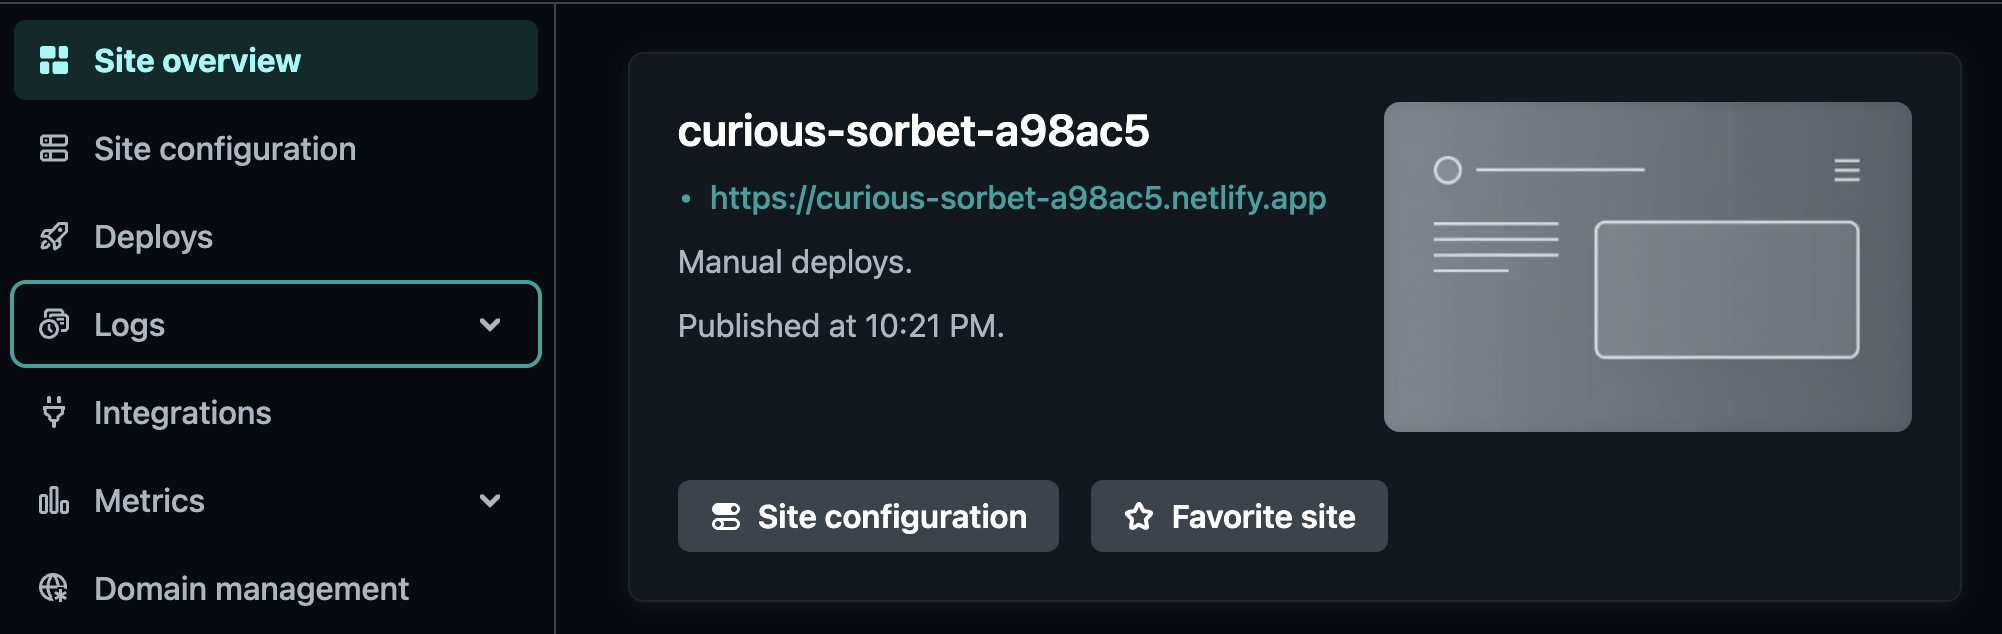 Site overview
Site configuration
Deploys
Logs
Integrations
Metrics
Domain management
curious-sorbet-a98ac5
• https://curious-sorbet-a98ac5.netlify.app
Manual deploys.
Published at 10:21 PM.
Site configuration
Favorite site